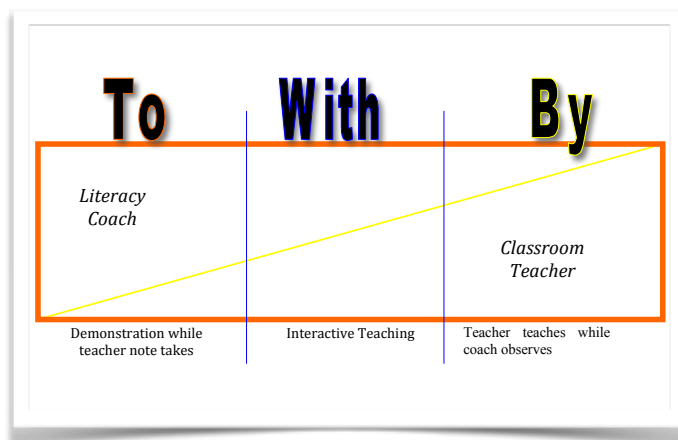 To
With
By
Literacy
Coach
Classroom
Teacher
Demonstration while
teacher note takes
Interactive Teaching
Teacher teaches while
coach observes